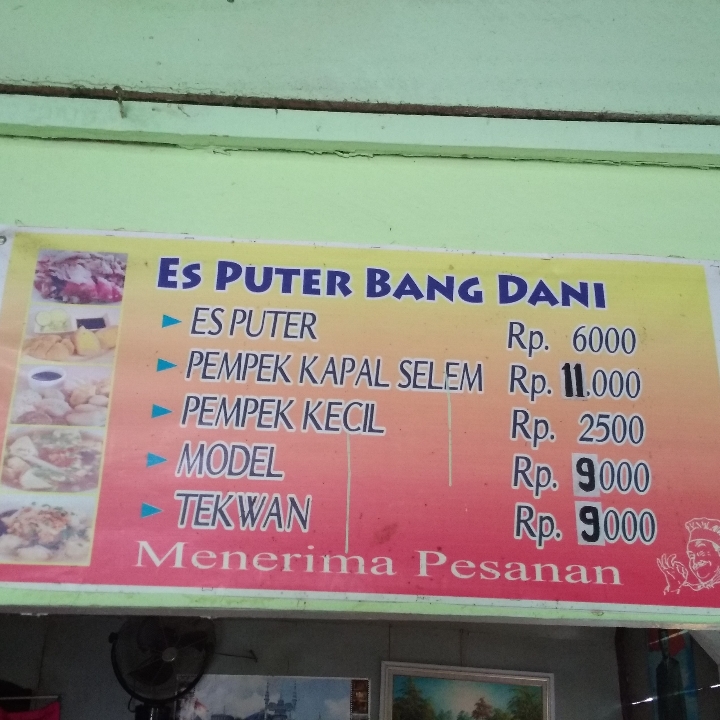 ES PUTER BANG DANI
ES PUTER Rp. 6000
PEMPEK KAPAL SELEM Rp. 11.000
PEMPEK KECIL Rp. 2500
MODEL Rp. 9000
TEKWAN Rp. 9000
Menerima Pesanan